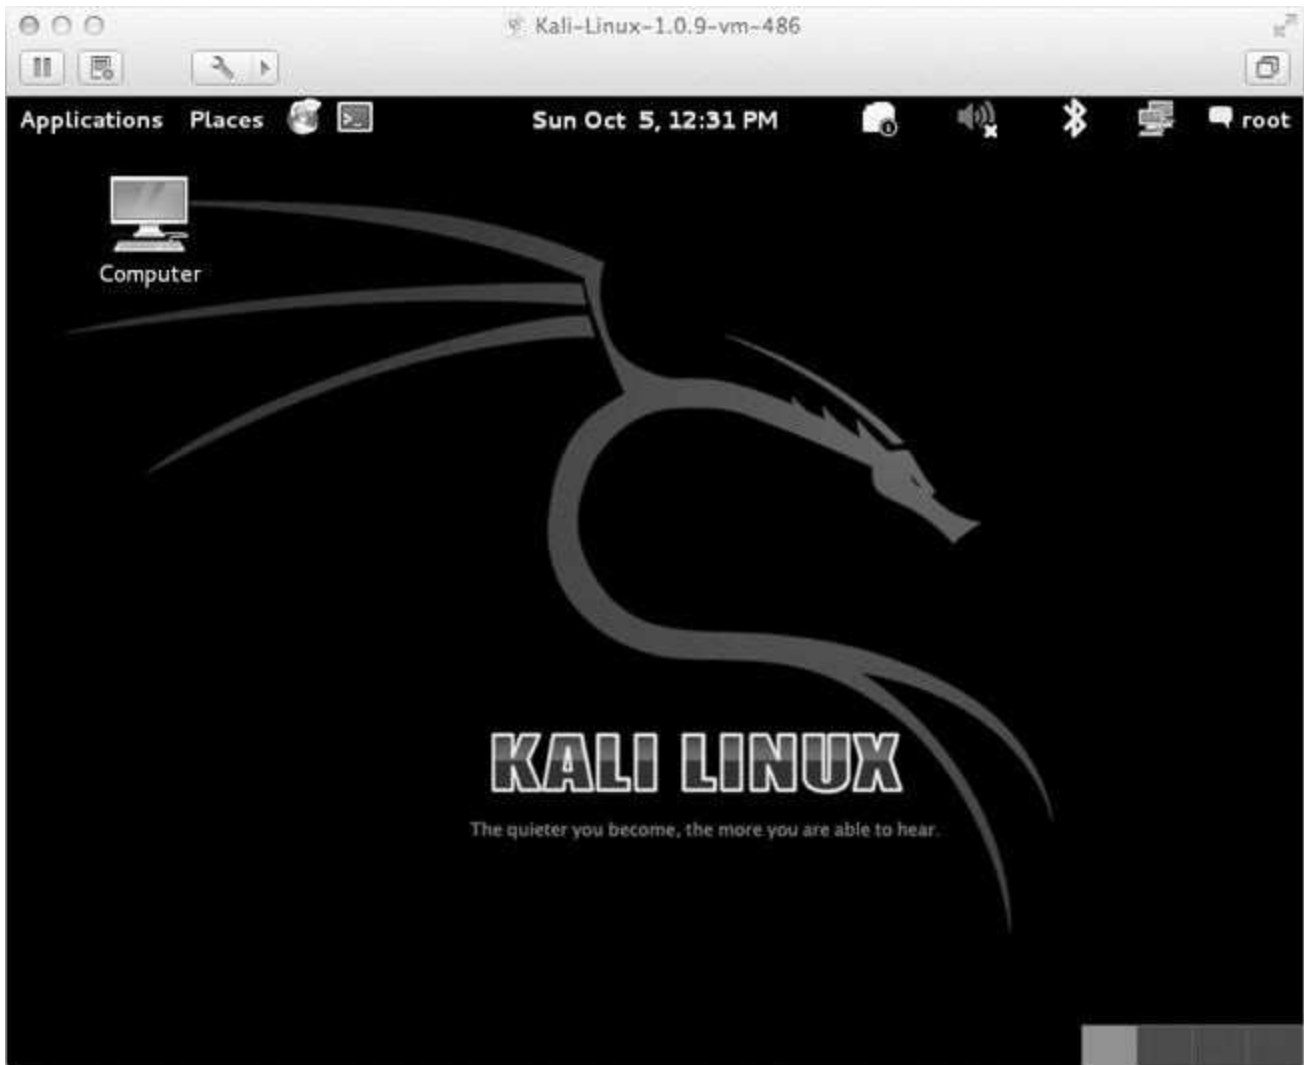 Kali-Linux-1.0.9-vm-486
Applications Places Sun Oct 5, 12:31 PM root
Computer
KALI LINUX
The quieter you become, the more you are able to hear.